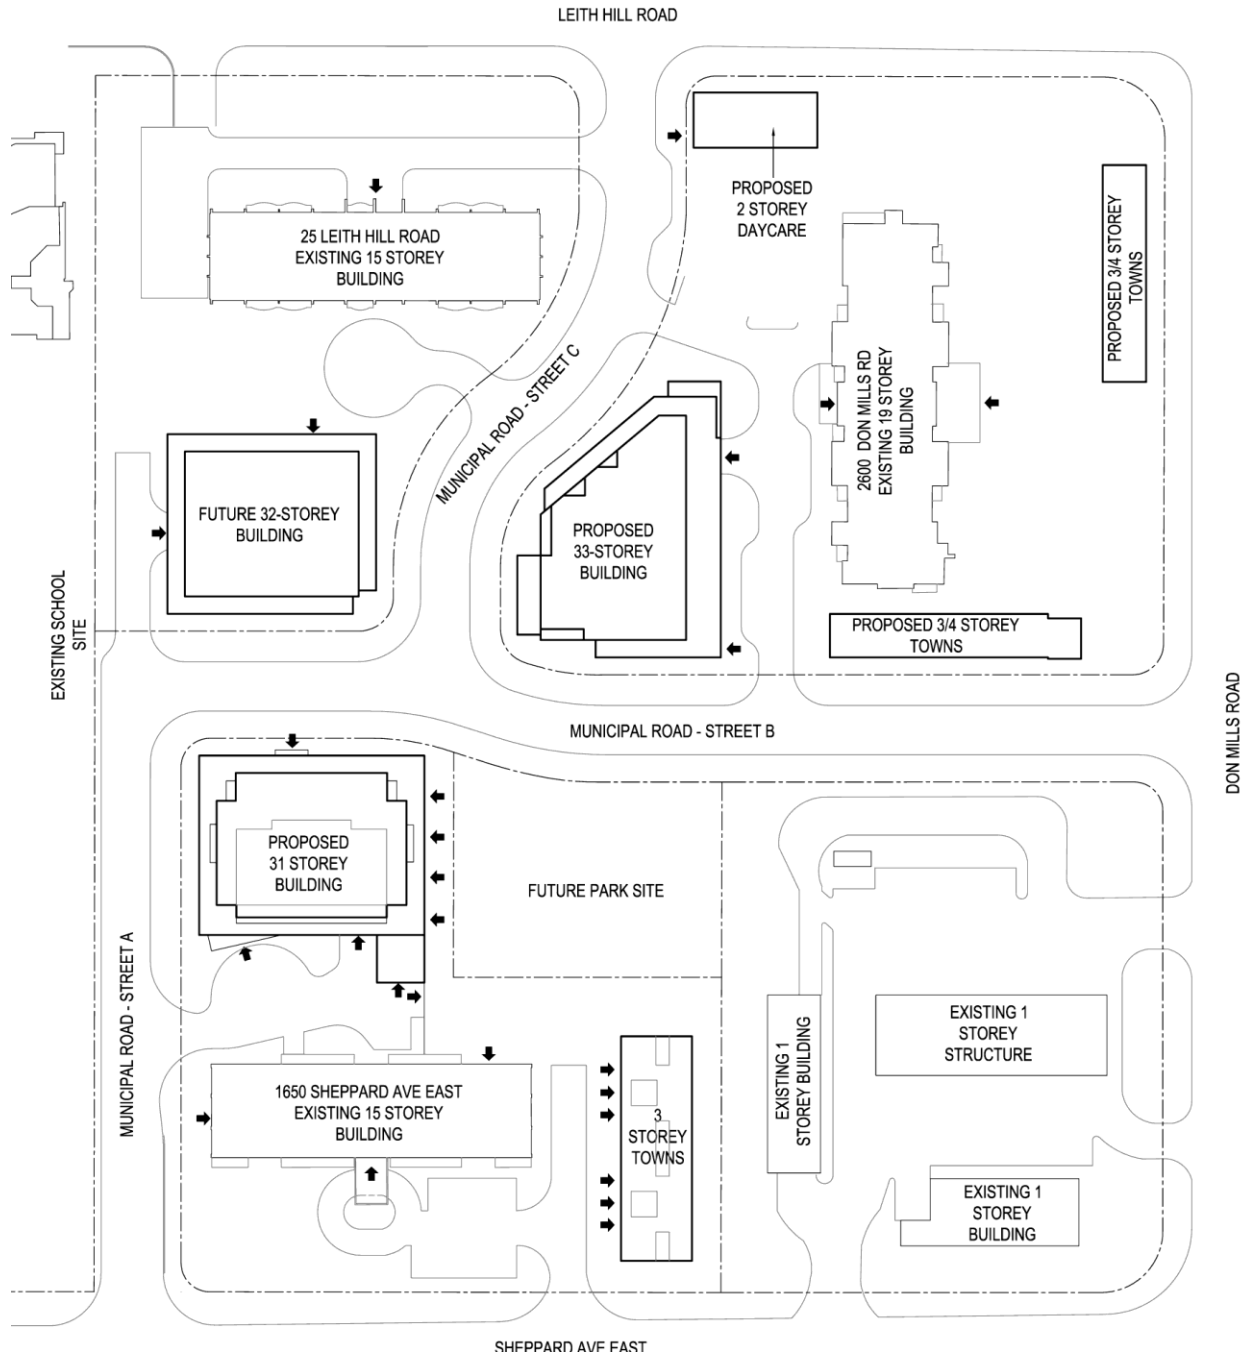 LEITH HILL ROAD
PROPOSED
2 STOREY
DAYCARE
25 LEITH HILL ROAD
EXISTING 15 STOREY
BUILDING
PROPOSED 3/4 STOREY
TOWNS
MUNICIPAL ROAD - STREET C
2600 DON MILLS RD
EXISTING 19 STOREY
BUILDING
FUTURE 32-STOREY
BUILDING
PROPOSED
33-STOREY
BUILDING
EXISTING SCHOOL
SITE
PROPOSED 3/4 STOREY
TOWNS
DON MILLS ROAD
MUNICIPAL ROAD - STREET B
PROPOSED
31 STOREY
BUILDING
FUTURE PARK SITE
MUNICIPAL ROAD - STREET A
EXISTING 1
STOREY BUILDING
EXISTING 1
STOREY
STRUCTURE
1650 SHEPPARD AVE EAST
EXISTING 15 STOREY
BUILDING
3
STOREY
TOWNS
EXISTING 1
STOREY
BUILDING
SHEPPARD AVE EAST